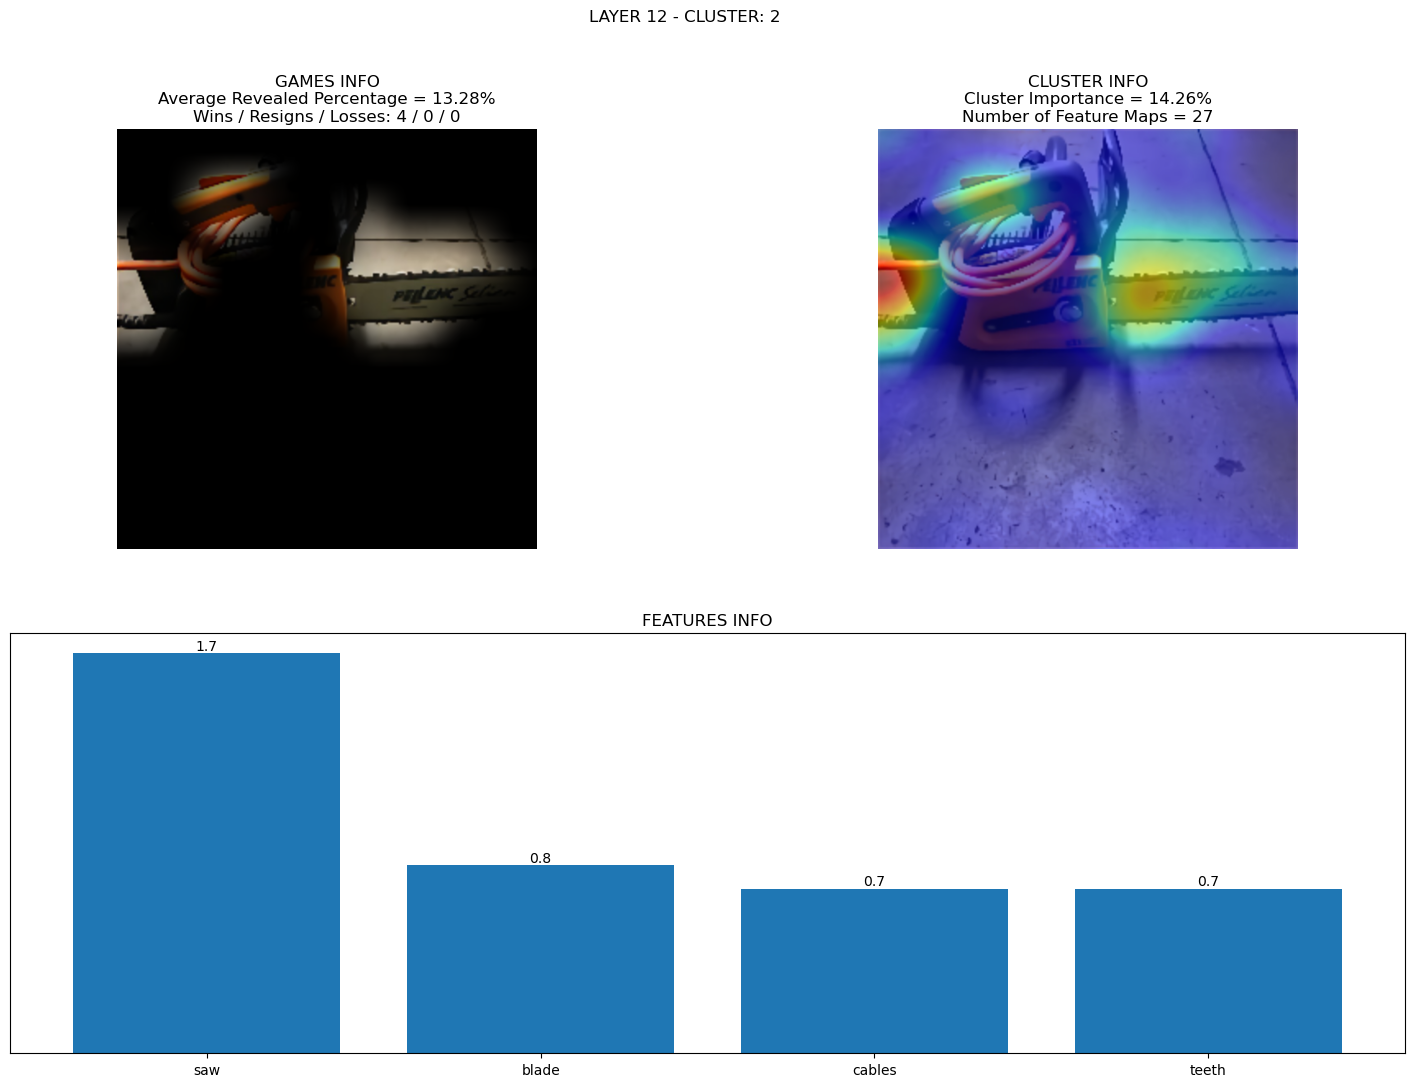 LAYER 12 - CLUSTER: 2
GAMES INFO
Average Revealed Percentage = 13.28%
Wins / Resigns / Losses: 4 / 0 / 0
CLUSTER INFO
Cluster Importance = 14.26%
Number of Feature Maps = 27
PELLENC Selion
PELLENC Selion
FEATURES INFO
1.7
0.8
0.7
0.7
saw
blade
cables
teeth